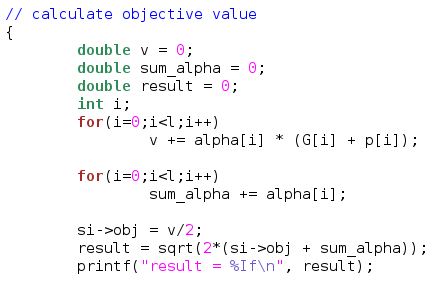 // calculate objective value
{
double v = 0;
double sum_alpha = 0;
double result = 0;
int i;
for(i=0;i<l;i++)
v += alpha[i] * (G[i] + p[i]);
for(i=0;i<l;i++)
sum_alpha += alpha[i];
si->obj = v/2;
result = sqrt(2*(si->obj + sum_alpha));
printf("result = %If\n", result);